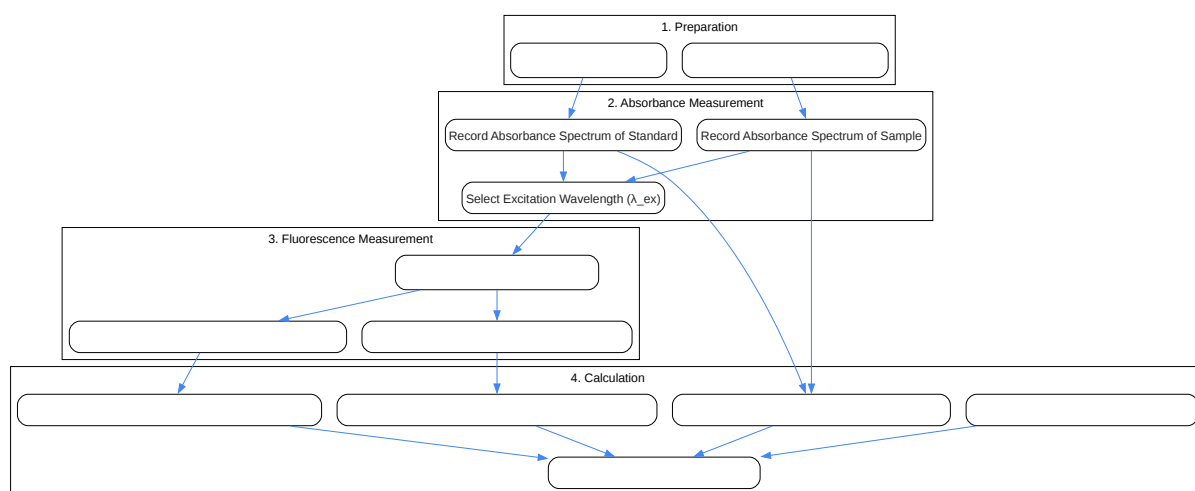 1. Preparation
2. Absorbance Measurement
Record Absorbance Spectrum of Standard
Record Absorbance Spectrum of Sample
Select Excitation Wavelength (λ_ex)
3. Fluorescence Measurement
4. Calculation